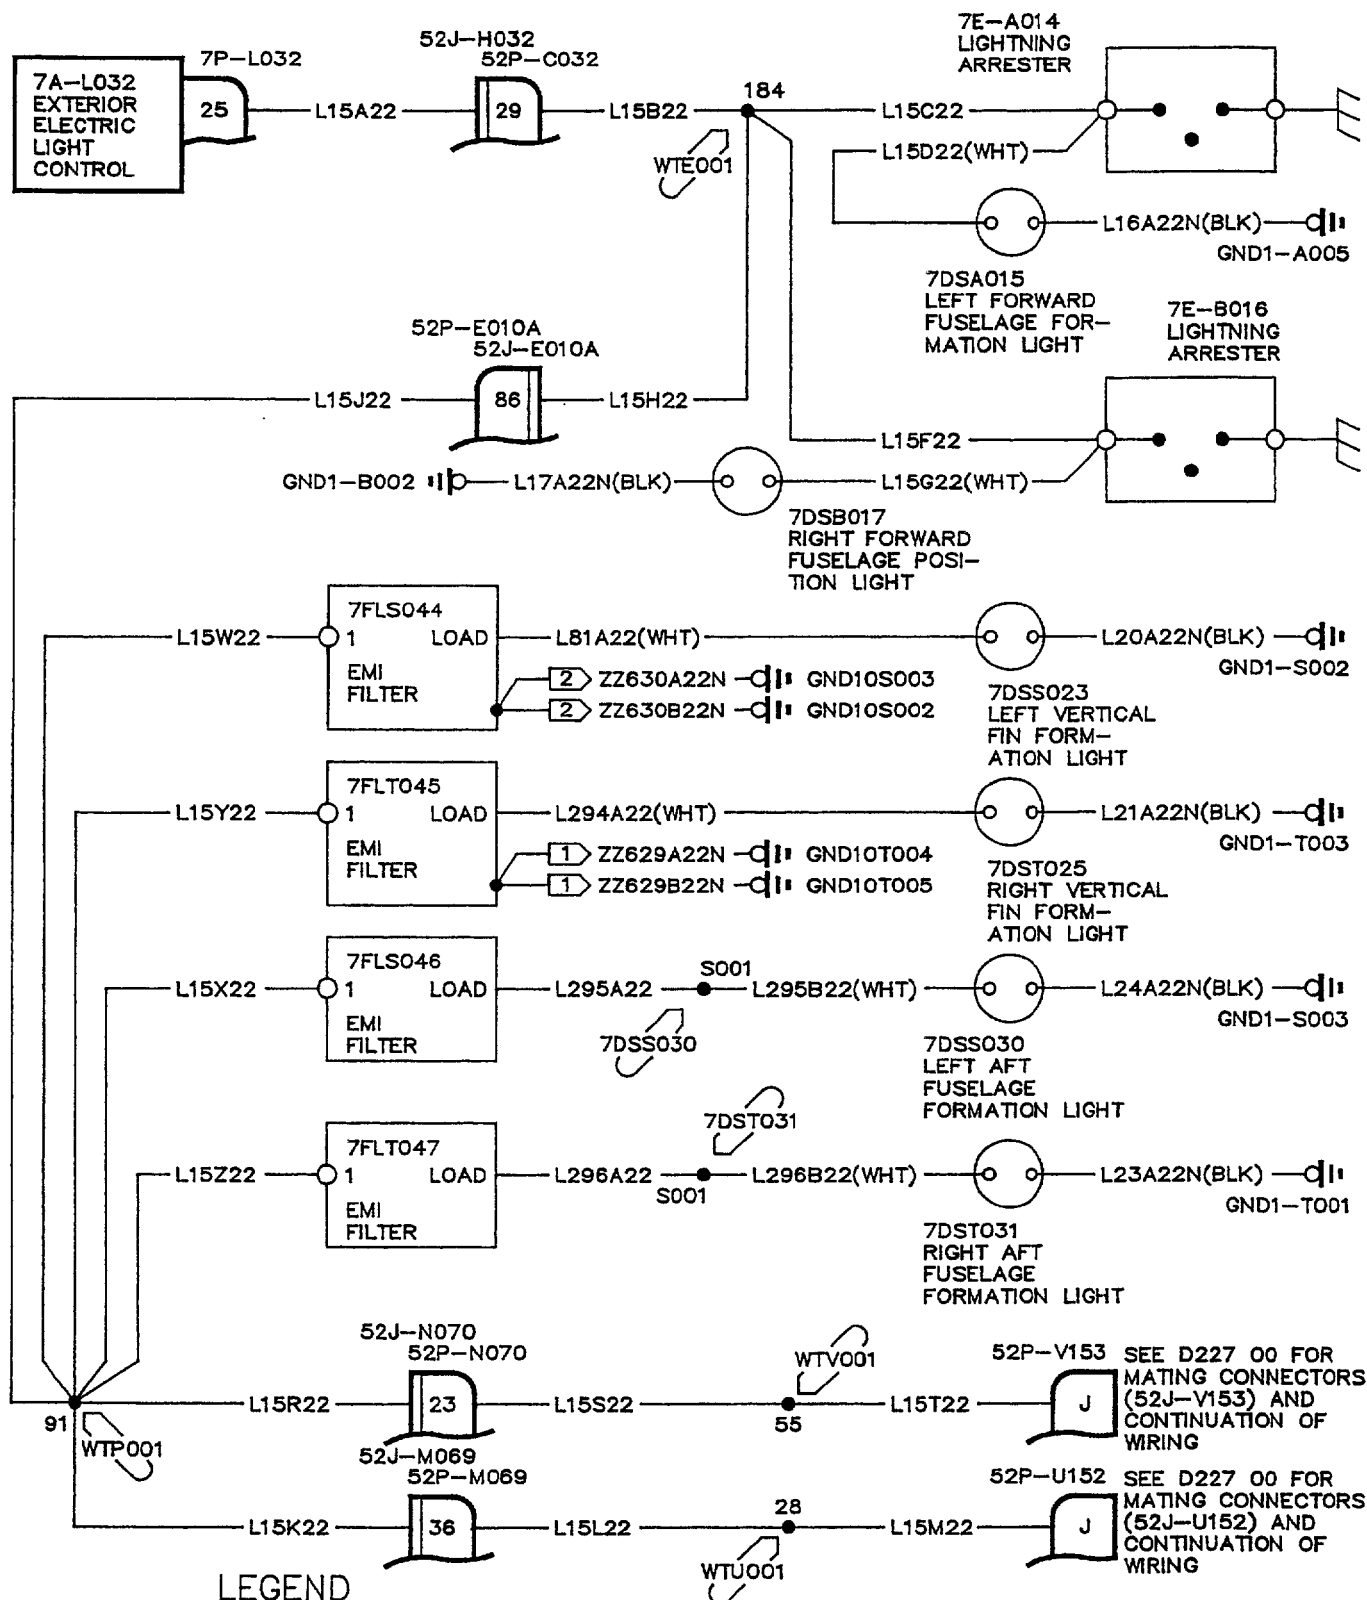 7A-L032
EXTERIOR
ELECTRIC
LIGHT
CONTROL
7P-L032
25
L15A22
52J-H032
52P-C032
29
L15B22
184
WTE001
L15C22
L15D22(WHT)
7E-A014
LIGHTNING
ARRESTER
L16A22N(BLK)
GND1-A005
7DSA015
LEFT FORWARD
FUSELAGE FOR-
MATION LIGHT
52P-E010A
52J-E010A
L15J22
86
L15H22
7E-B016
LIGHTNING
ARRESTER
L15F22
GND1-B002
L17A22N(BLK)
L15G22(WHT)
7DSB017
RIGHT FORWARD
FUSELAGE POSI-
TION LIGHT
L15W22
7FLS044
1
LOAD
EMI
FILTER
L81A22(WHT)
2
ZZ630A22N
GND10S003
2
ZZ630B22N
GND10S002
L20A22N(BLK)
GND1-S002
7DSS023
LEFT VERTICAL
FIN FORM-
ATION LIGHT
L15Y22
7FLT045
1
LOAD
EMI
FILTER
L294A22(WHT)
1
ZZ629A22N
GND10T004
1
ZZ629B22N
GND10T005
L21A22N(BLK)
GND1-T003
7DST025
RIGHT VERTICAL
FIN FORM-
ATION LIGHT
L15X22
7FLS046
1
LOAD
EMI
FILTER
L295A22
S001
7DSS030
L295B22(WHT)
L24A22N(BLK)
GND1-S003
7DSS030
LEFT AFT
FUSELAGE
FORMATION LIGHT
L15Z22
7FLT047
1
LOAD
EMI
FILTER
L296A22
7DST031
S001
L296B22(WHT)
L23A22N(BLK)
GND1-T001
7DST031
RIGHT AFT
FUSELAGE
FORMATION LIGHT
91
WTP001
L15R22
52J-N070
52P-N070
23
L15S22
WTV001
55
L15T22
52P-V153
J
SEE D227 00 FOR
MATING CONNECTORS
(52J-V153) AND
CONTINUATION OF
WIRING
L15K22
52J-M069
52P-M069
36
L15L22
28
WTU001
L15M22
52P-U152
J
SEE D227 00 FOR
MATING CONNECTORS
(52J-U152) AND
CONTINUATION OF
WIRING
LEGEND